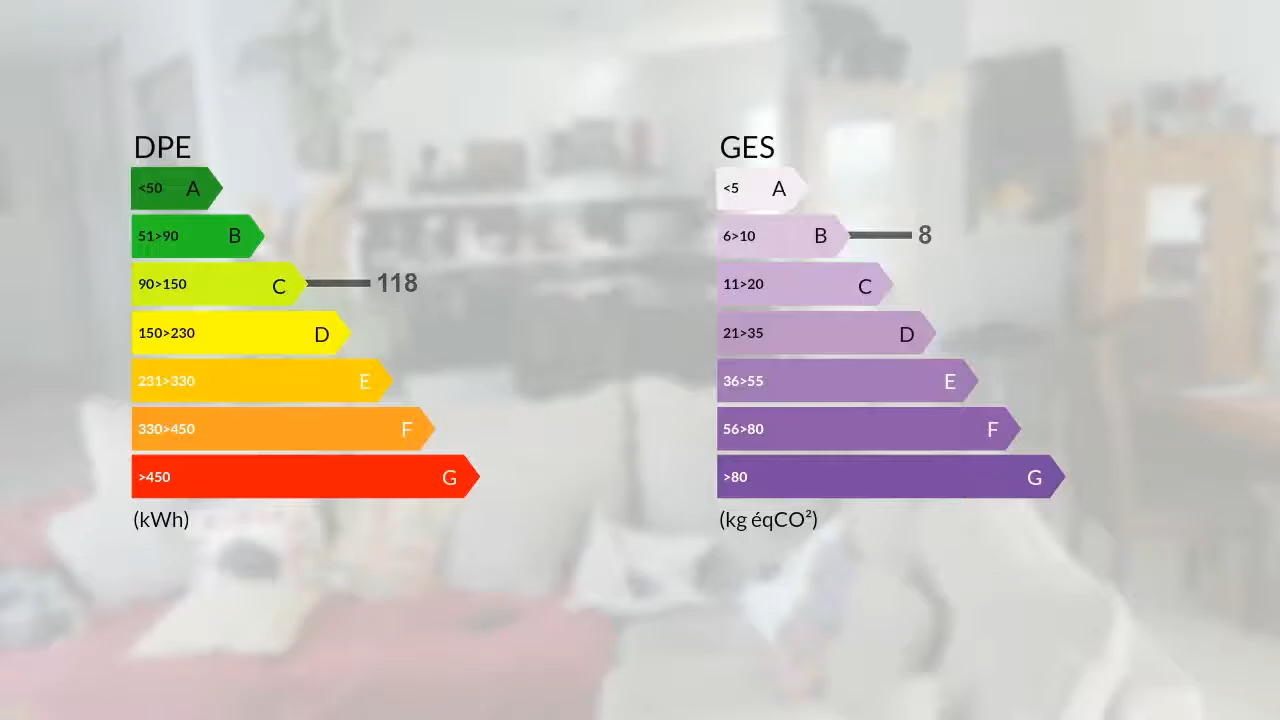 DPE
<50 A
51>90 B
90>150 C 118
150>230 D
231>330 E
330>450 F
>450 G
(kWh)
GES
<5 A
6>10 B 8
11>20 C
21>35 D
36>55 E
56>80 F
>80 G
(kg éqCO²)